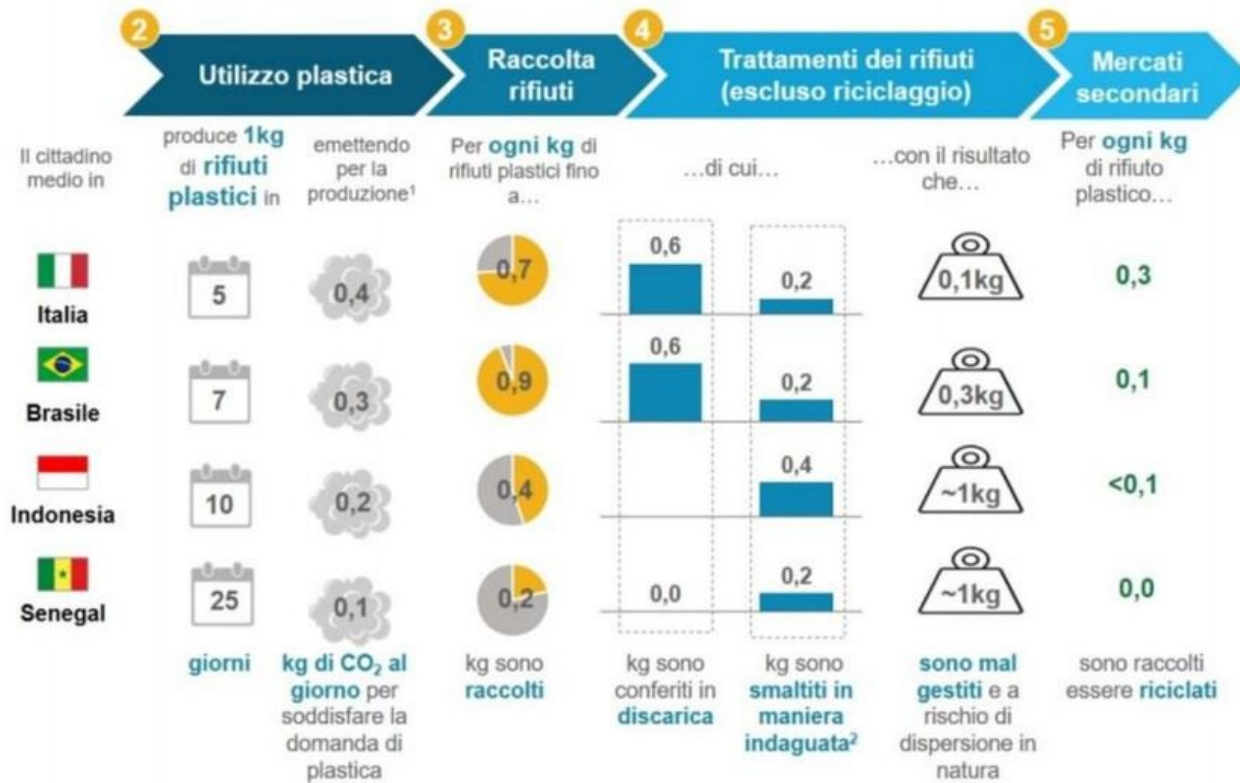 2
Utilizzo plastica
3
Raccolta
rifiuti
4
Trattamenti dei rifiuti
(escluso riciclaggio)
5
Mercati
secondari
Il cittadino
medio in
produce 1kg
di rifiuti
plastici in
emettendo
per la
produzione¹
Per ogni kg di
rifiuti plastici fino
a…
…di cui…
…con il risultato
che…
Per ogni kg
di rifiuto
plastico…
Italia
5
0,4
0,7
0,6
0,2
0,1kg
0,3
Brasile
7
0,3
0,9
0,6
0,2
0,3kg
0,1
Indonesia
10
0,2
0,4
0,4
~1kg
<0,1
Senegal
25
0,1
0,2
0,0
0,2
~1kg
0,0
giorni
kg di CO₂ al
giorno per
soddisfare la
domanda di
plastica
kg sono
raccolti
kg sono
conferiti in
discarica
kg sono
smaltiti in
maniera
indaguata²
sono mal
gestiti e a
rischio di
dispersione in
natura
sono raccolti
essere riciclati